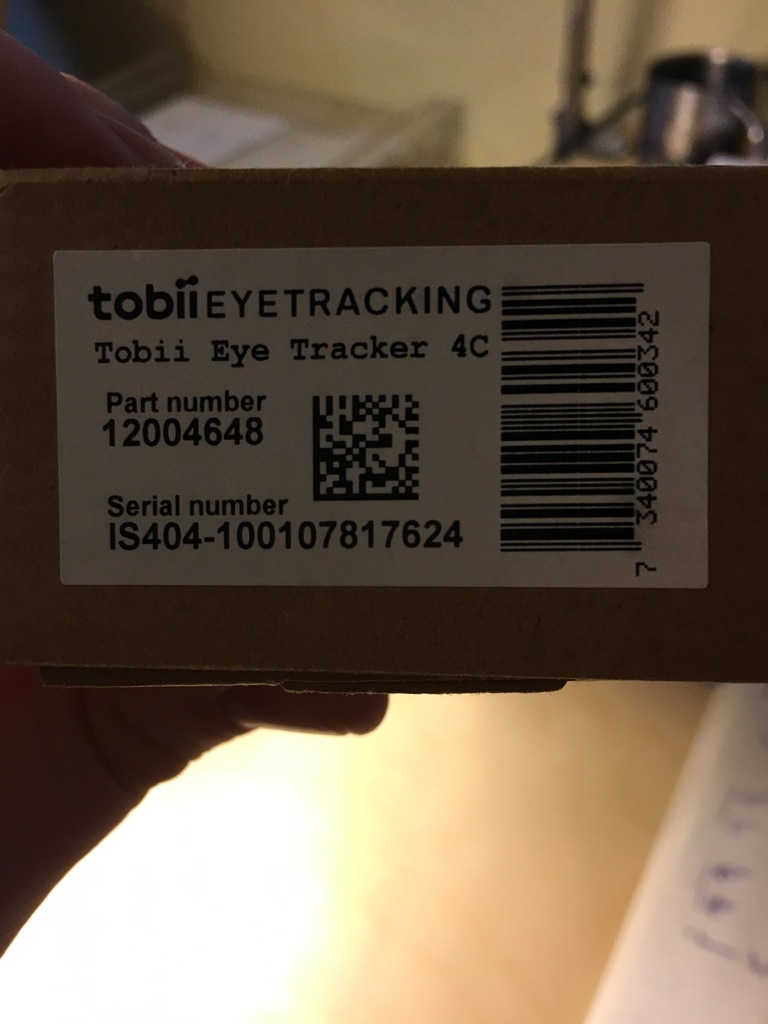 tobii EYETRACKING
Tobii Eye Tracker 4C
Part number
12004648
Serial number
IS404-100107817624
7 340074 600342